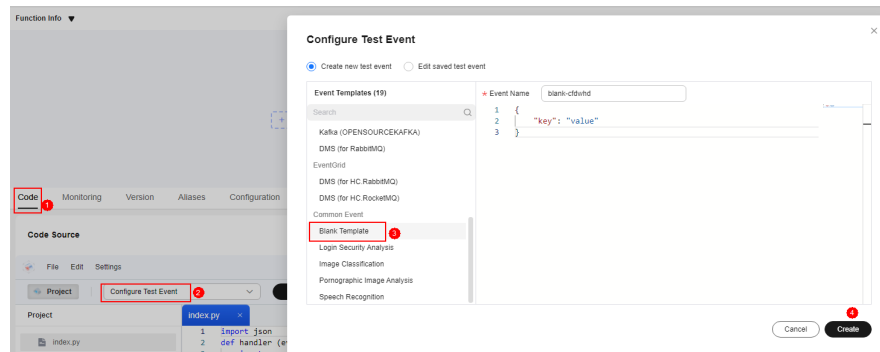 Function Info ▼
Configure Test Event
Create new test event Edit saved test event
Event Templates (19)
Search
Kafka (OPENSOURCEKAFKA)
DMS (for RabbitMQ)
EventGrid
DMS (for HC.RabbitMQ)
DMS (for HC.RocketMQ)
Common Event
Blank Template 3
Login Security Analysis
Image Classification
Pornographic Image Analysis
Speech Recognition
* Event Name blank-cfdwhd
1 {
2 "key": "value"
3 }
4
Cancel Create
Code 1 Monitoring Version Aliases Configuration
Code Source
File Edit Settings
Project Configure Test Event 2
Project index.py ×
index.py
1 import json
2 def handler (ev